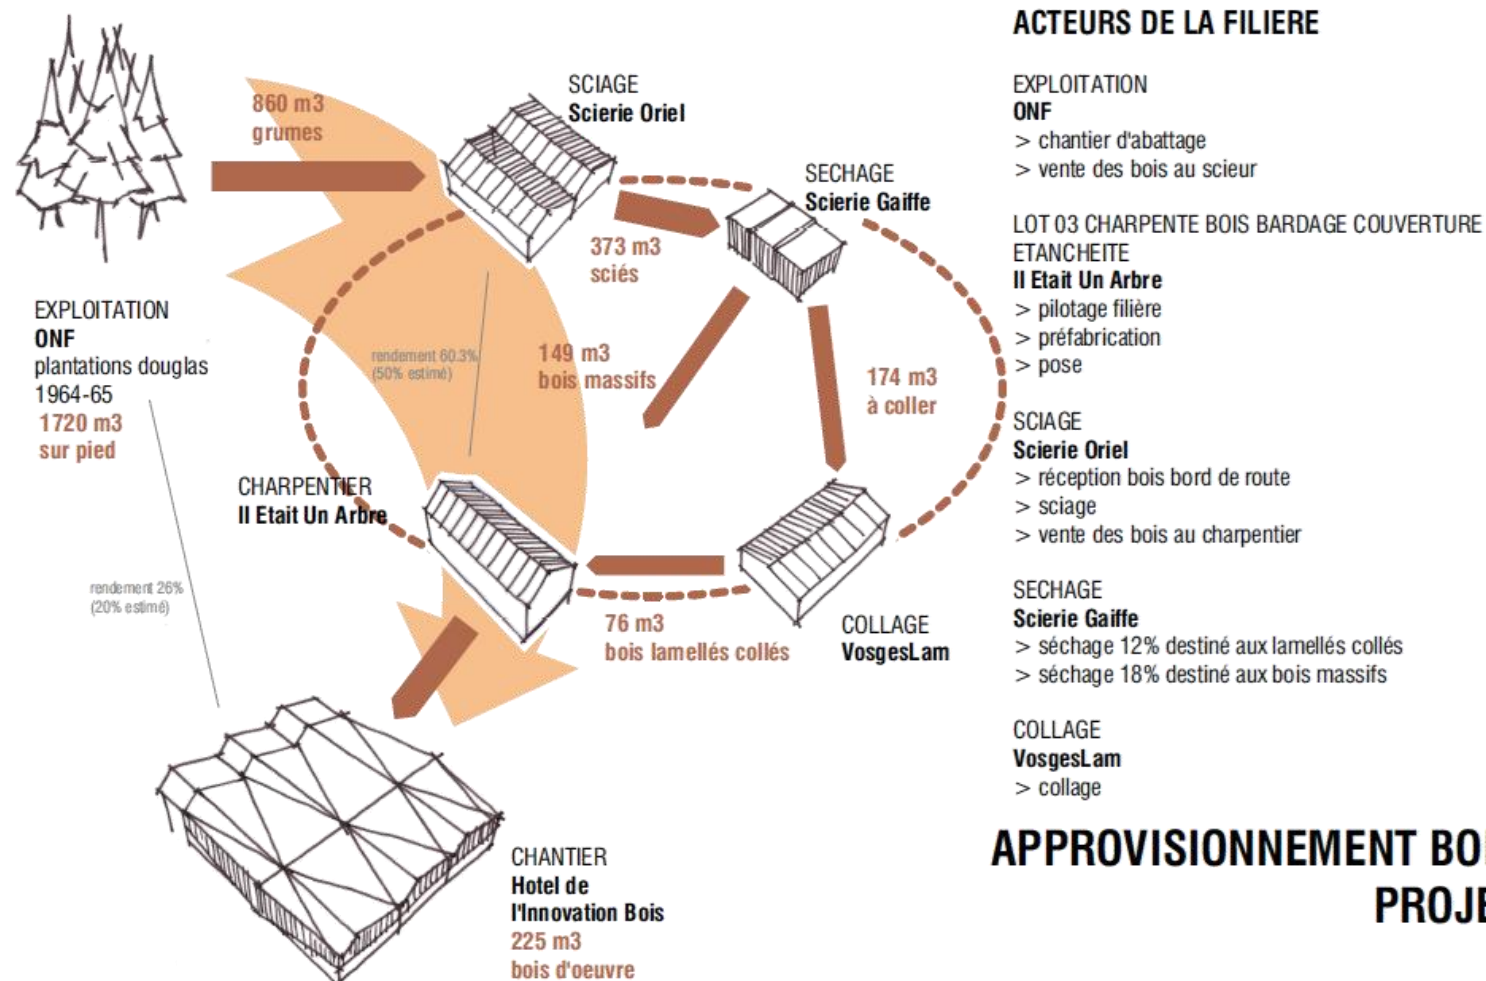 860 m3
grumes
SCIAGE
Scierie Oriel
SECHAGE
Scierie Gaiffe
373 m3
sciés
EXPLOITATION
ONF
plantations douglas
1964-65
1720 m3
sur pied
rendement 60.3%
(50% estimé)
149 m3
bois massifs
174 m3
à coller
CHARPENTIER
Il Etait Un Arbre
rendement 26%
(20% estimé)
76 m3
bois lamellés collés
COLLAGE
VosgesLam
CHANTIER
Hotel de
l'Innovation Bois
225 m3
bois d'oeuvre
ACTEURS DE LA FILIERE
EXPLOITATION
ONF
> chantier d'abattage
> vente des bois au scieur
LOT 03 CHARPENTE BOIS BARDAGE COUVERTURE
ETANCHEITE
Il Etait Un Arbre
> pilotage filière
> préfabrication
> pose
SCIAGE
Scierie Oriel
> réception bois bord de route
> sciage
> vente des bois au charpentier
SECHAGE
Scierie Gaiffe
> séchage 12% destiné aux lamellés collés
> séchage 18% destiné aux bois massifs
COLLAGE
VosgesLam
> collage
APPROVISIONNEMENT BO
PROJE